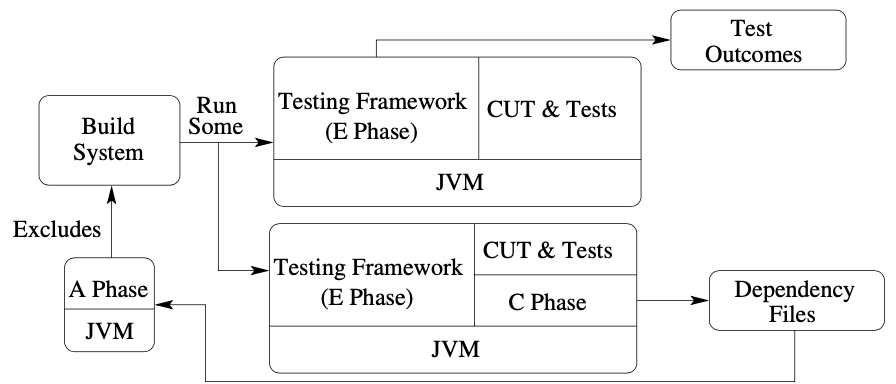 Test
Outcomes
Testing Framework
(E Phase)
CUT & Tests
JVM
Run
Some
Build
System
Excludes
A Phase
JVM
Testing Framework
(E Phase)
CUT & Tests
C Phase
JVM
Dependency
Files